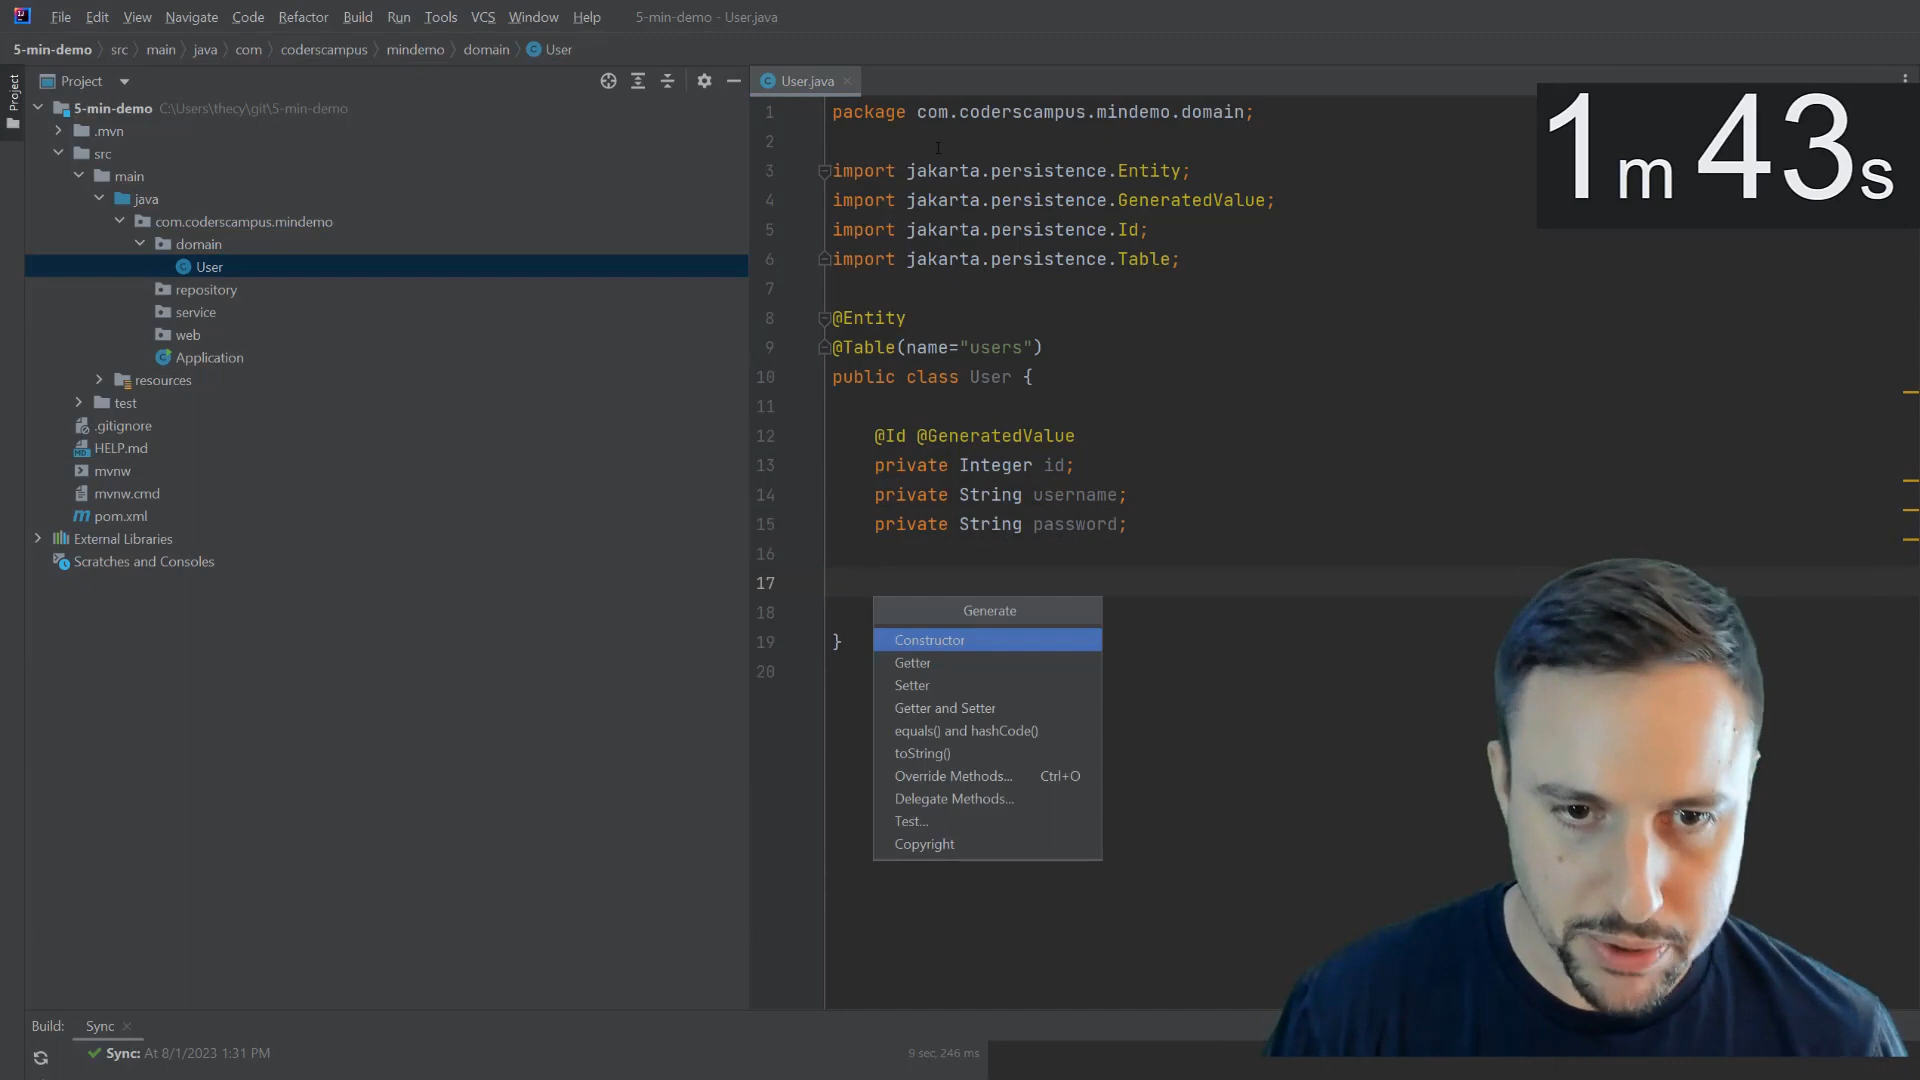 File Edit View Navigate Code Refactor Build Run Tools VCS Window Help 5-min-demo - User.java
5-min-demo src main java com coderscampus mindemo domain User
Project
Project
User.java
5-min-demo C:\Users\thecy\git\5-min-demo
.mvn
src
main
java
com.coderscampus.mindemo
domain
User
repository
service
web
Application
resources
test
.gitignore
HELP.md
mvnw
mvnw.cmd
pom.xml
External Libraries
Scratches and Consoles
1 package com.coderscampus.mindemo.domain;
2
3 import jakarta.persistence.Entity;
4 import jakarta.persistence.GeneratedValue;
5 import jakarta.persistence.Id;
6 import jakarta.persistence.Table;
7
8 @Entity
9 @Table(name="users")
10 public class User {
11
12 @Id @GeneratedValue
13 private Integer id;
14 private String username;
15 private String password;
16
17
18
19 }
20
Generate
Constructor
Getter
Setter
Getter and Setter
equals() and hashCode()
toString()
Override Methods... Ctrl+O
Delegate Methods...
Test...
Copyright
1m 43s
Build: Sync
Sync: At 8/1/2023 1:31 PM 9 sec, 246 ms